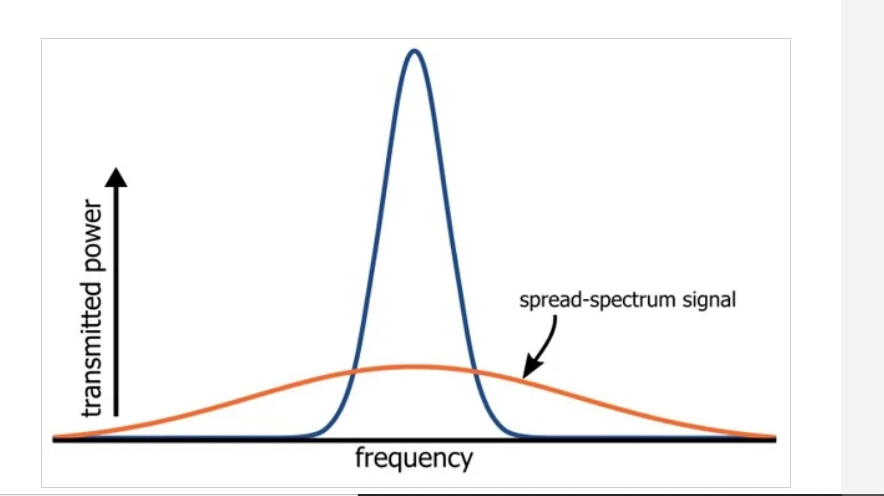 transmitted power
spread-spectrum signal
frequency